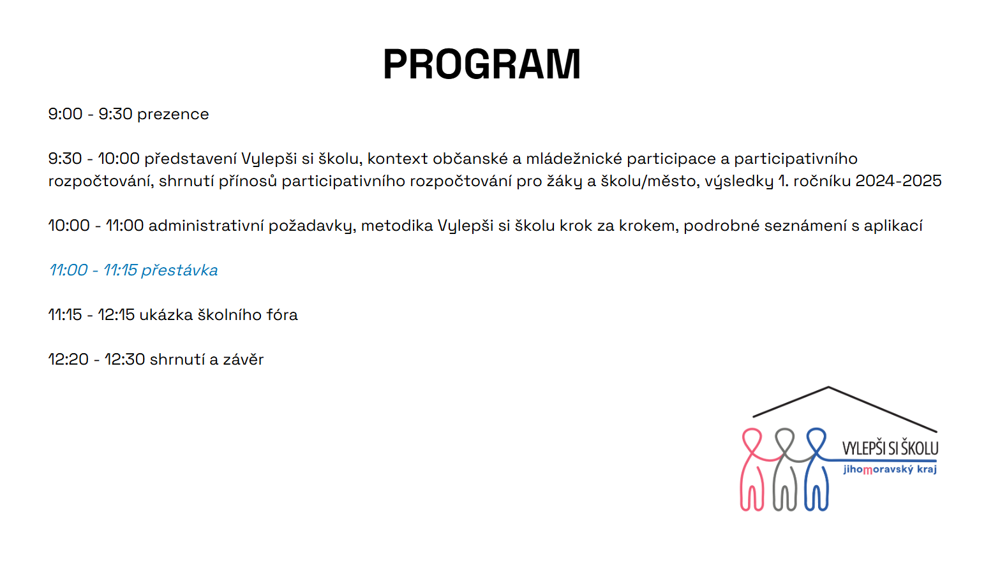 PROGRAM
9:00 - 9:30 prezence
9:30 - 10:00 představení Vylepši si školu, kontext občanské a mládežnické participace a participativního
rozpočtování, shrnutí přínosů participativního rozpočtování pro žáky a školu/město, výsledky 1. ročníku 2024-2025
10:00 - 11:00 administrativní požadavky, metodika Vylepši si školu krok za krokem, podrobné seznámení s aplikací
11:00 - 11:15 přestávka
11:15 - 12:15 ukázka školního fóra
12:20 - 12:30 shrnutí a závěr
VYLEPŠI SI ŠKOLU
jihomoravský kraj